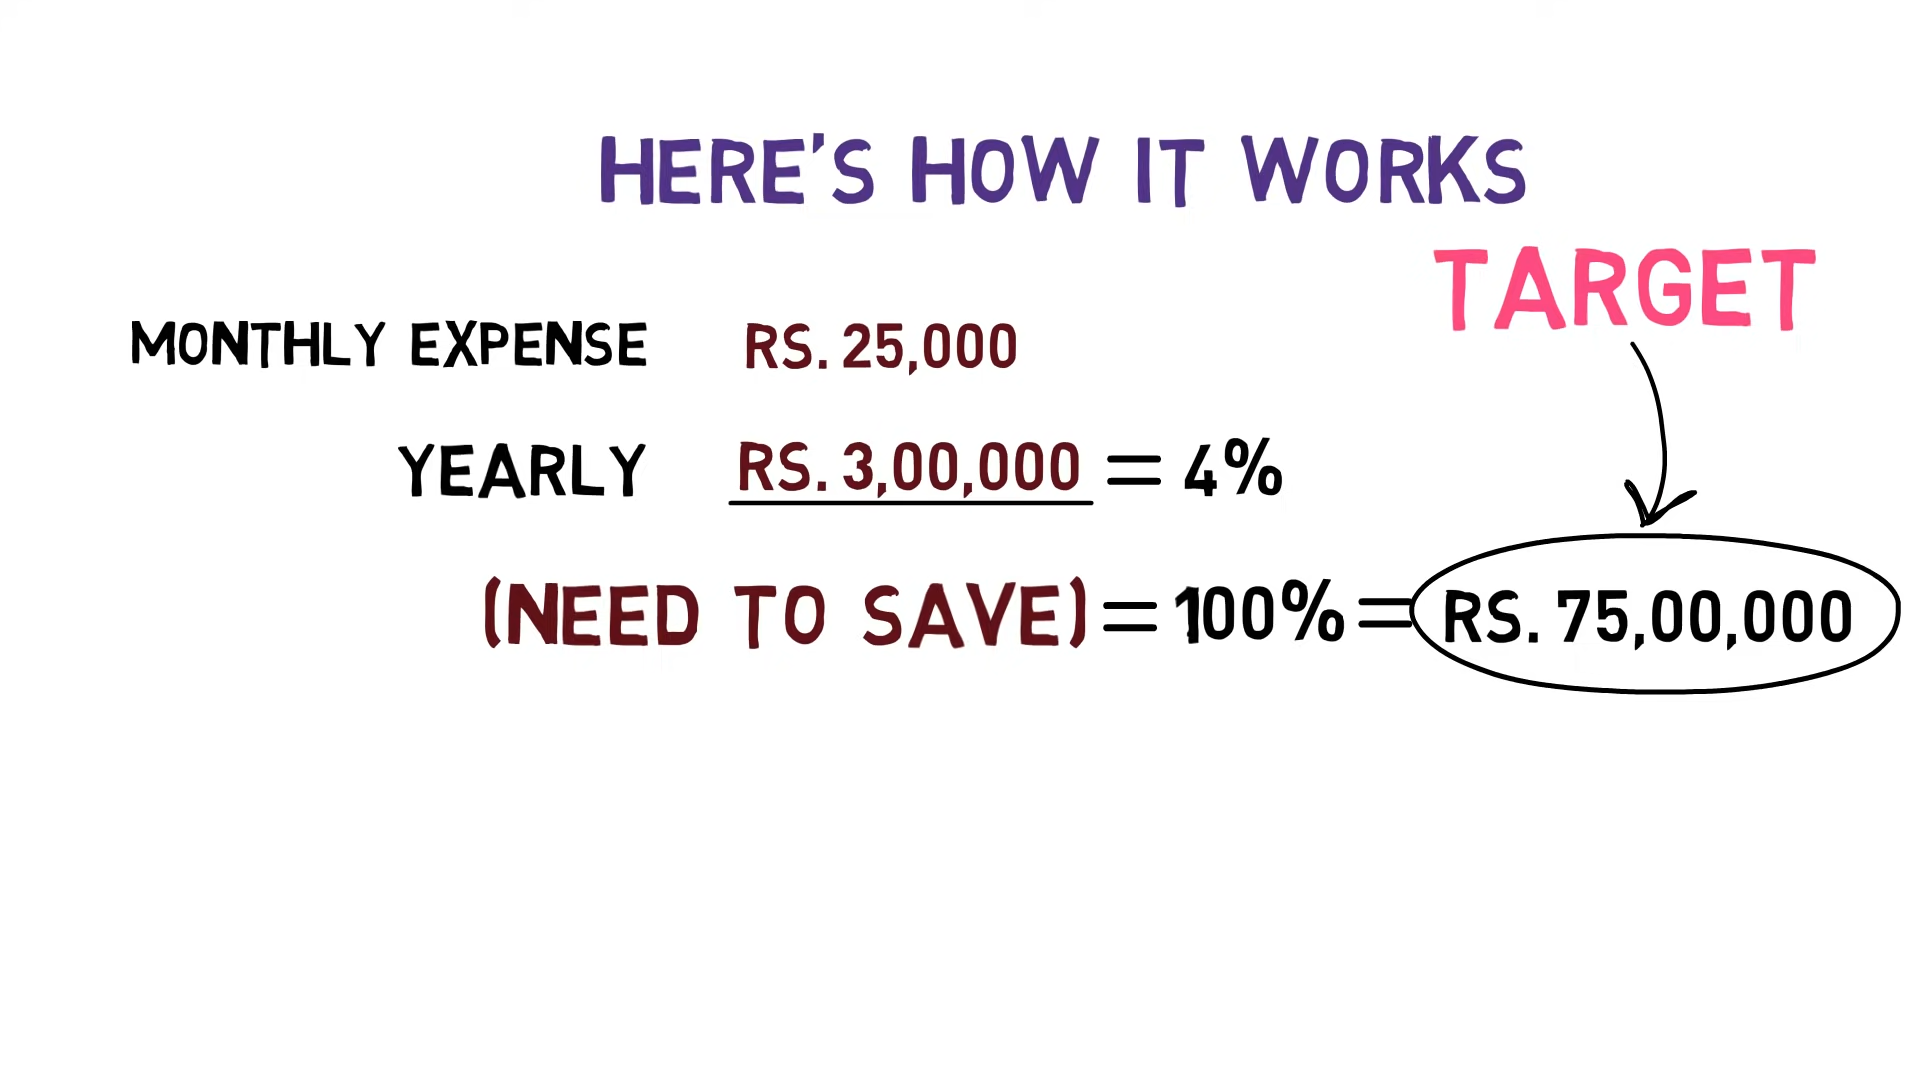 HERE'S HOW IT WORKS
TARGET
MONTHLY EXPENSE RS. 25,000
YEARLY RS. 3,00,000 = 4%
(NEED TO SAVE) = 100% = RS. 75,00,000